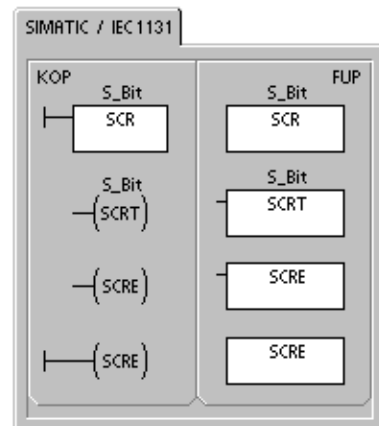 SIMATIC / IEC1131
KOP
FUP
S_Bit
SCR
S_Bit
SCR
S_Bit
SCRT
S_Bit
SCRT
SCRE
SCRE
SCRE
SCRE